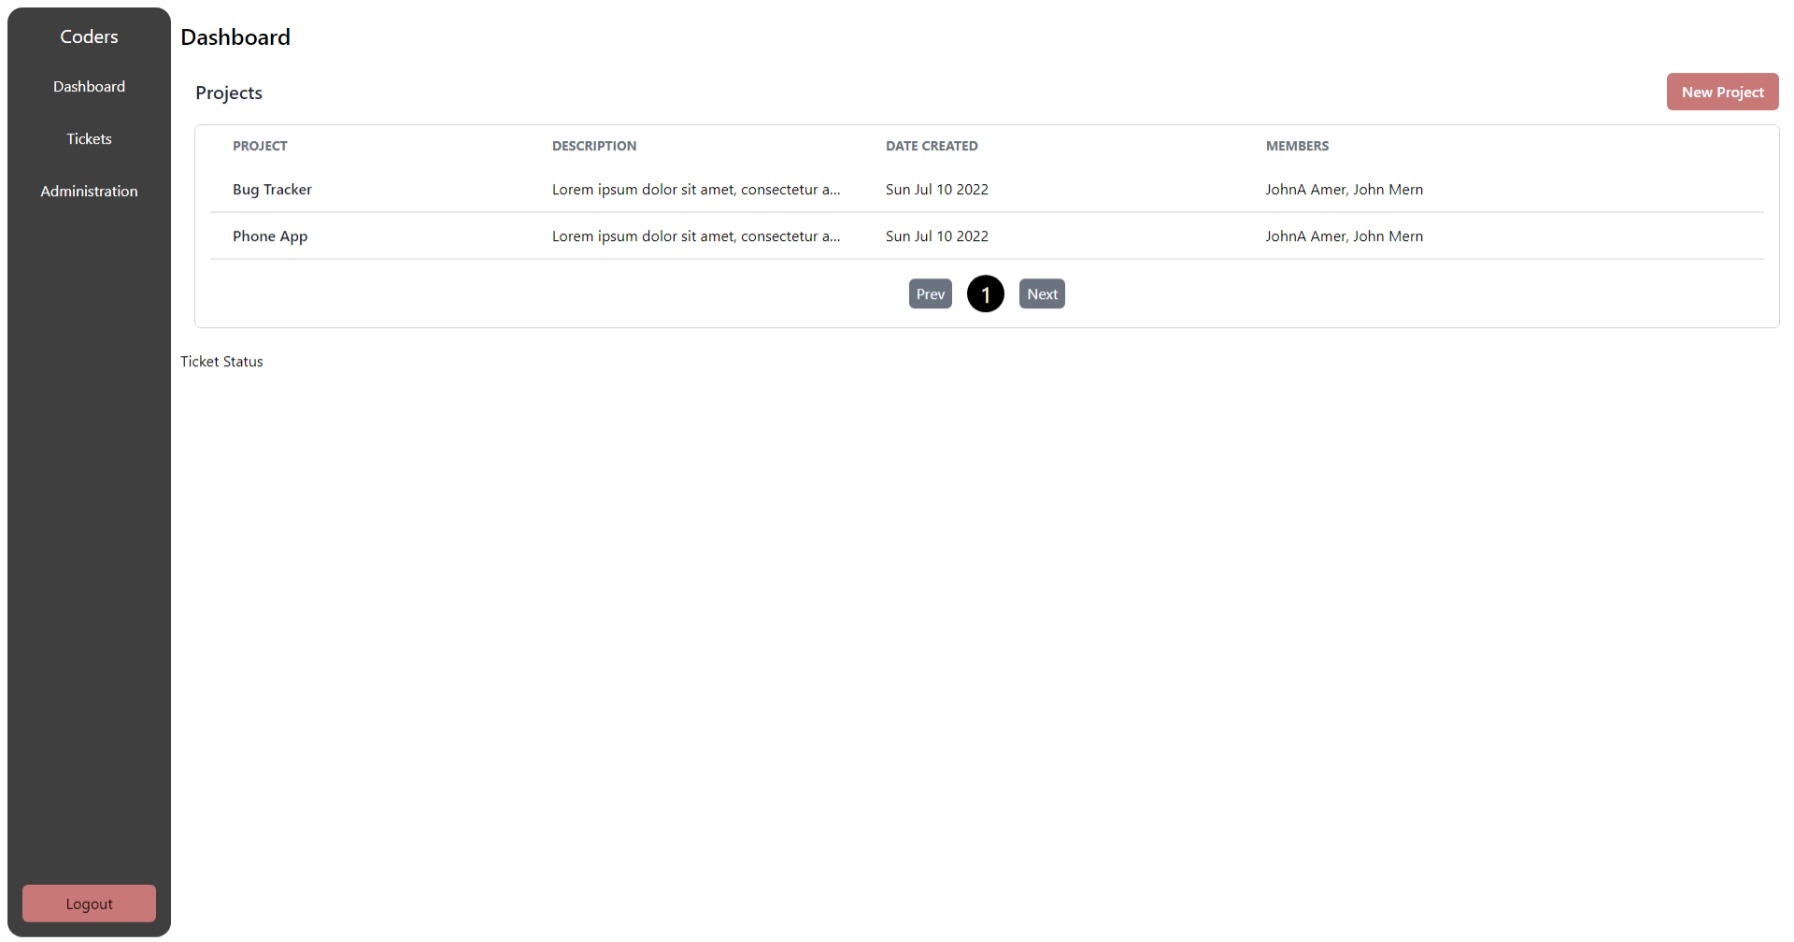 Coders
Dashboard
Tickets
Administration
Logout
Dashboard
Projects
New Project
PROJECT DESCRIPTION DATE CREATED MEMBERS
Bug Tracker Lorem ipsum dolor sit amet, consectetur a... Sun Jul 10 2022 JohnA Amer, John Mern
Phone App Lorem ipsum dolor sit amet, consectetur a... Sun Jul 10 2022 JohnA Amer, John Mern
Prev 1 Next
Ticket Status